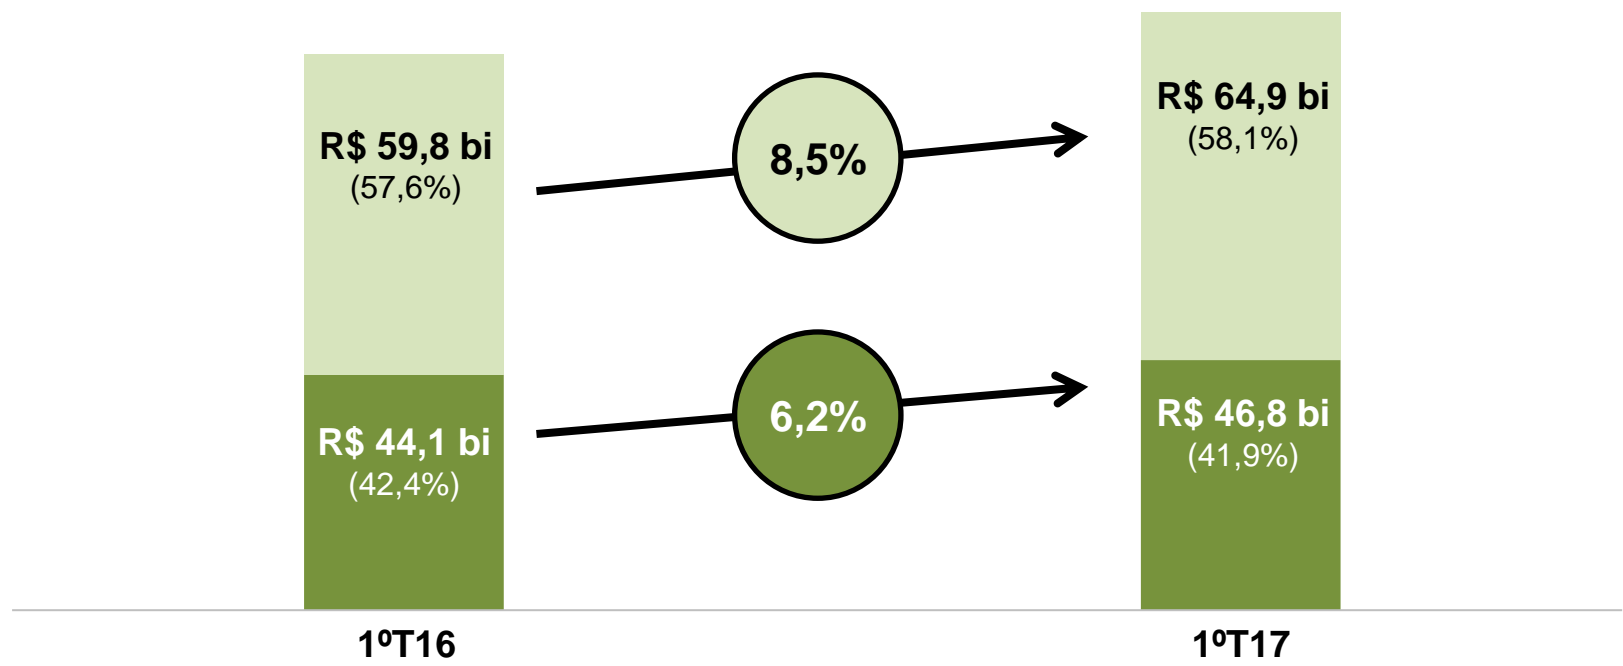 R$ 59,8 bi
(57,6%)
8,5%
R$ 64,9 bi
(58,1%)
R$ 44,1 bi
(42,4%)
6,2%
R$ 46,8 bi
(41,9%)
1ºT16
1ºT17